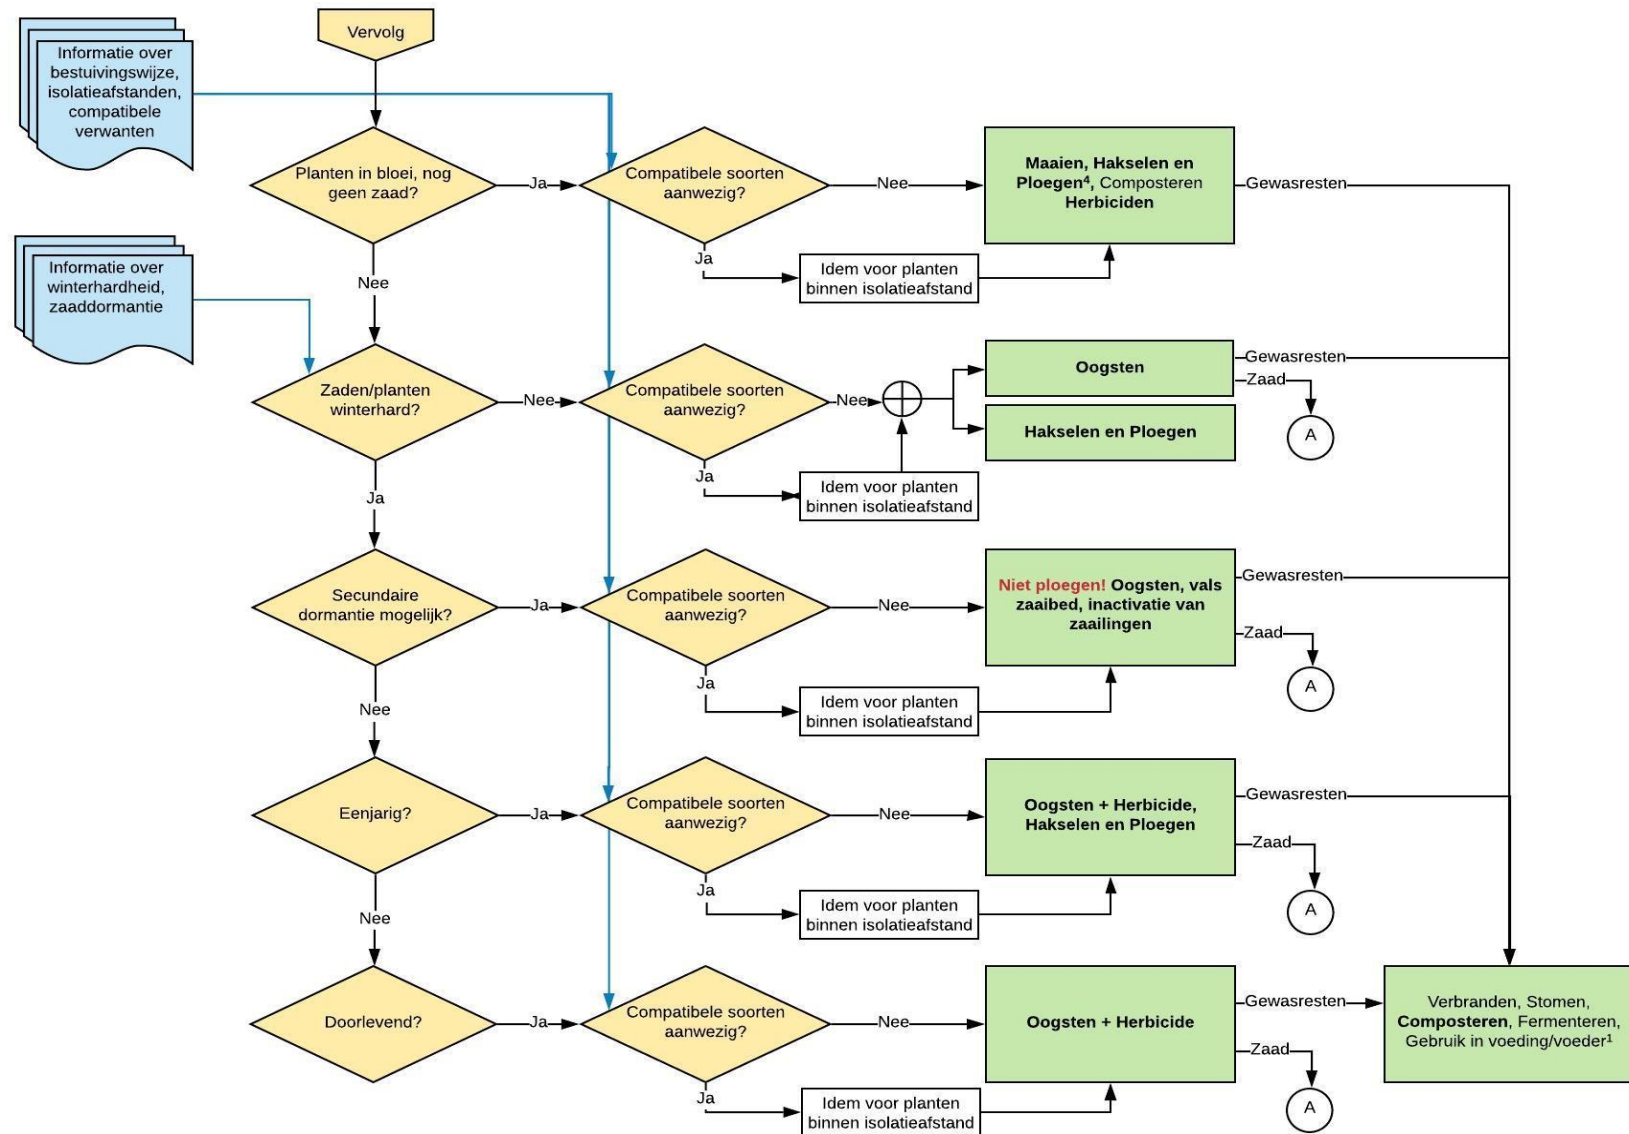 Vervolg
Informatie over
bestuivingswijze,
isolatieafstanden,
compatibele
verwanten
Planten in bloei, nog
geen zaad?
Ja
Compatibele soorten
aanwezig?
Nee
Maaien, Hakselen en
Ploegen⁴, Composteren
Herbiciden
Gewasresten
Ja
Idem voor planten
binnen isolatieafstand
Nee
Informatie over
winterhardheid,
zaaddormantie
Zaden/planten
winterhard?
Nee
Compatibele soorten
aanwezig?
Nee
Oogsten
Gewasresten
Zaad
A
Hakselen en Ploegen
Ja
Idem voor planten
binnen isolatieafstand
Ja
Secundaire
dormantie mogelijk?
Ja
Compatibele soorten
aanwezig?
Nee
Niet ploegen! Oogsten, vals
zaaibed, inactivatie van
zaailingen
Gewasresten
Zaad
A
Ja
Idem voor planten
binnen isolatieafstand
Nee
Eenjarig?
Ja
Compatibele soorten
aanwezig?
Nee
Oogsten + Herbicide,
Hakselen en Ploegen
Gewasresten
Zaad
A
Ja
Idem voor planten
binnen isolatieafstand
Nee
Doorlevend?
Ja
Compatibele soorten
aanwezig?
Nee
Oogsten + Herbicide
Gewasresten
Zaad
A
Verbranden, Stomen,
Composteren, Fermenteren,
Gebruik in voeding/voeder¹
Ja
Idem voor planten
binnen isolatieafstand